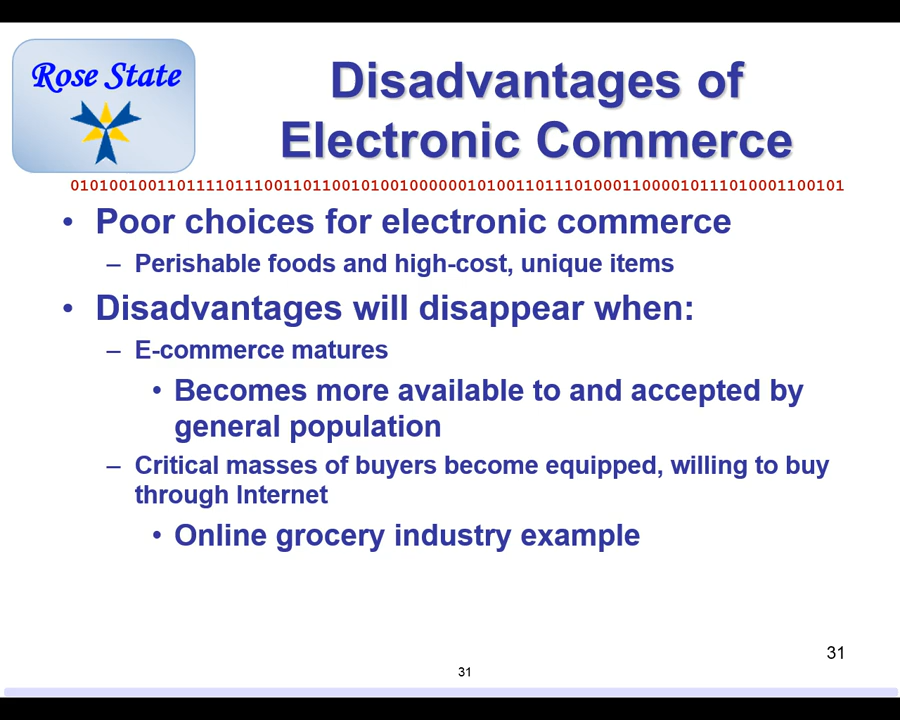 Rose State
Disadvantages of
Electronic Commerce
01010010011011110111001101100101001000000101001101110100011000010111010001100101
• Poor choices for electronic commerce
– Perishable foods and high-cost, unique items
• Disadvantages will disappear when:
– E-commerce matures
• Becomes more available to and accepted by
general population
– Critical masses of buyers become equipped, willing to buy
through Internet
• Online grocery industry example
31
31